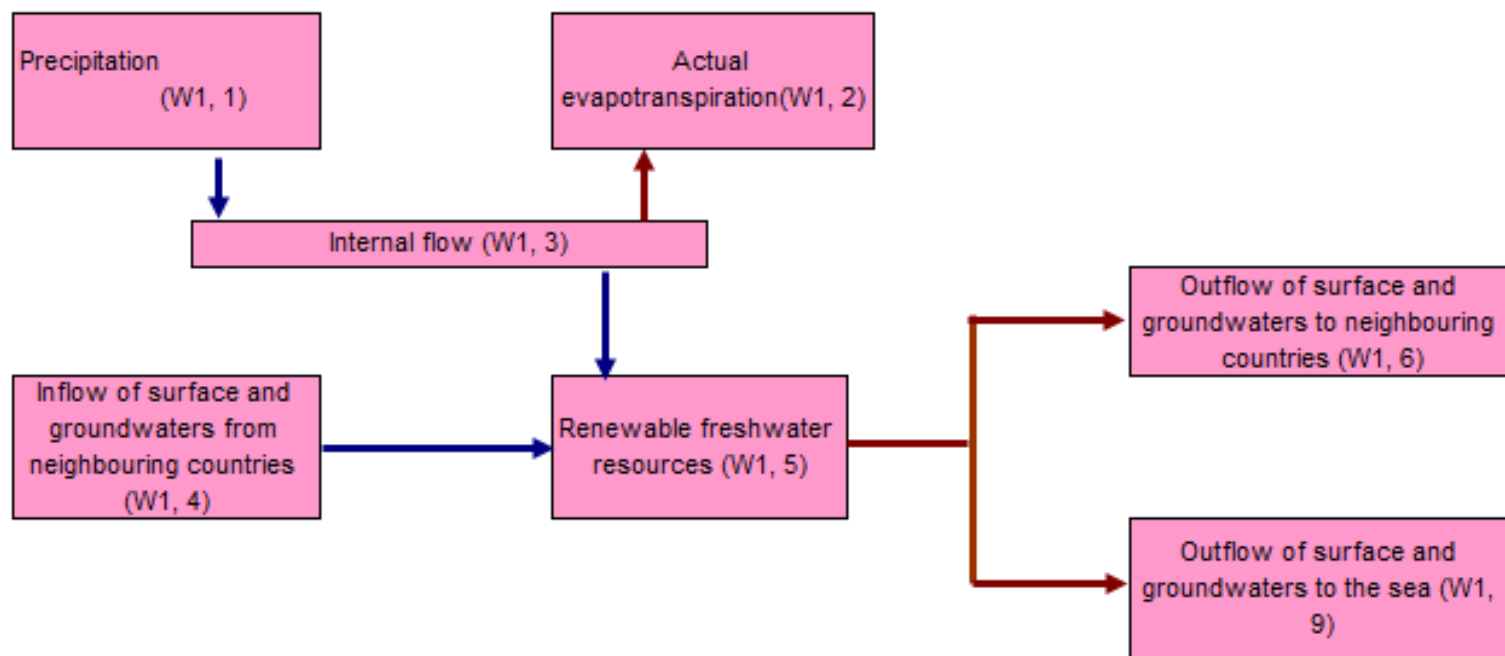 Precipitation
(W1, 1)
Actual
evapotranspiration(W1, 2)
Internal flow (W1, 3)
Outflow of surface and
groundwaters to neighbouring
countries (W1, 6)
Inflow of surface and
groundwaters from
neighbouring countries
(W1, 4)
Renewable freshwater
resources (W1, 5)
Outflow of surface and
groundwaters to the sea (W1,
9)